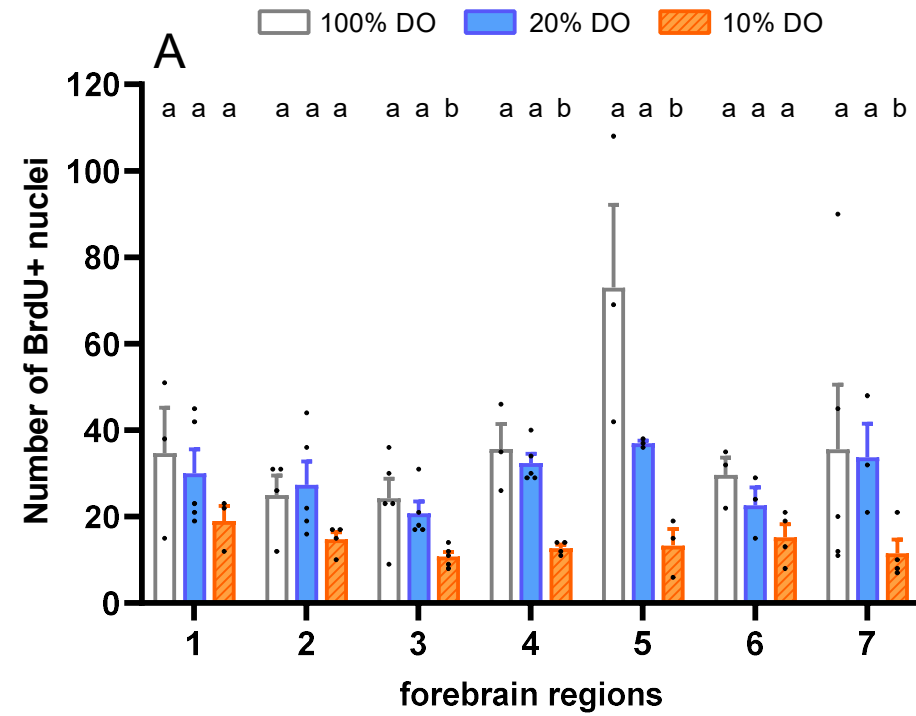 100% DO 20% DO 10% DO
A
120
a a a a a a a a b a a b a a b a a a a a b
100
80
60
40
20
0
Number of BrdU+ nuclei
1 2 3 4 5 6 7
forebrain regions